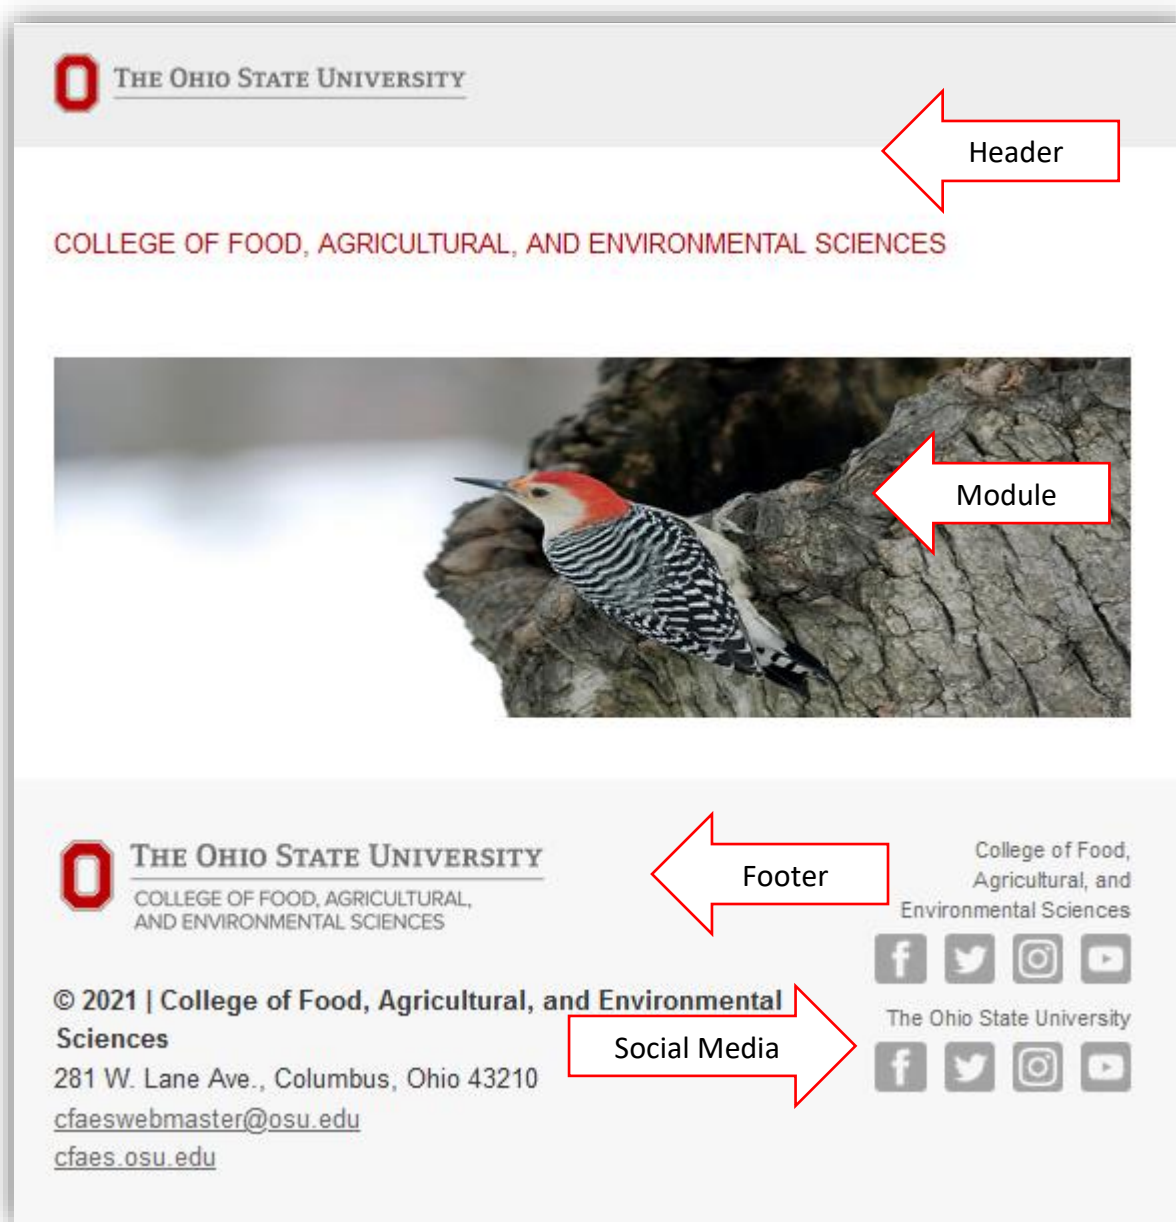 THE OHIO STATE UNIVERSITY
Header
COLLEGE OF FOOD, AGRICULTURAL, AND ENVIRONMENTAL SCIENCES
Module
THE OHIO STATE UNIVERSITY
COLLEGE OF FOOD, AGRICULTURAL,
AND ENVIRONMENTAL SCIENCES
Footer
College of Food,
Agricultural, and
Environmental Sciences
© 2021 | College of Food, Agricultural, and Environmental
Sciences
281 W. Lane Ave., Columbus, Ohio 43210
cfaeswebmaster@osu.edu
cfaes.osu.edu
Social Media
The Ohio State University